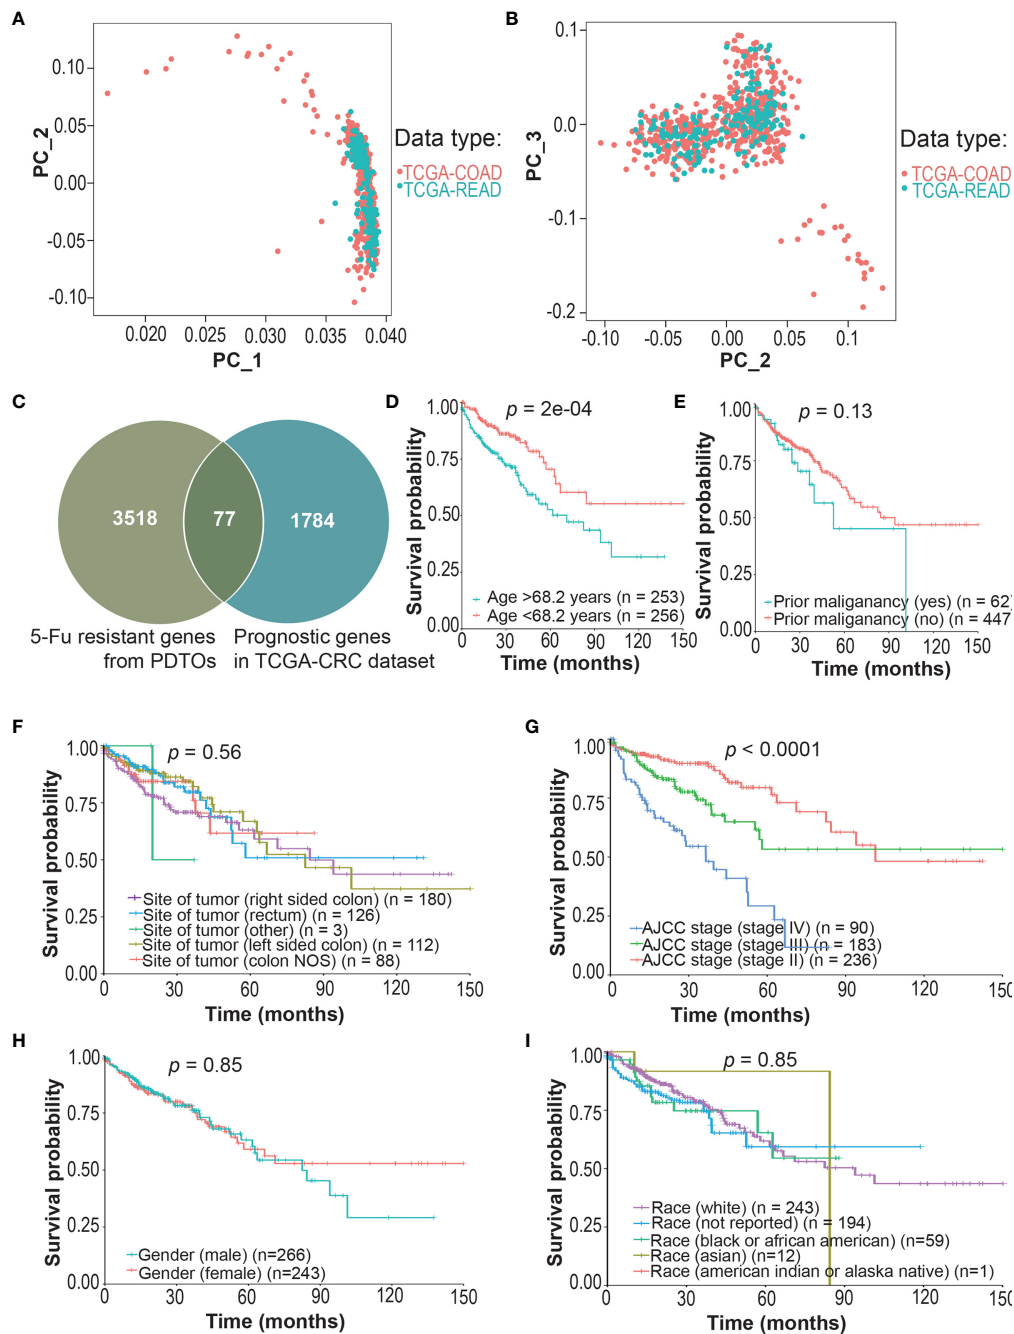 A
PC_2
0.10
0.05
0.00
-0.05
-0.10
0.020
0.025
0.030
0.035
0.040
PC_1
Data type:
TCGA-COAD
TCGA-READ
B
PC_3
0.1
0.0
-0.1
-0.2
-0.10
-0.05
0.00
0.05
0.1
PC_2
Data type:
TCGA-COAD
TCGA-READ
C
3518
77
1784
5-Fu resistant genes
from PDTOs
Prognostic genes
in TCGA-CRC dataset
D
Survival probability
1.00
0.75
0.50
0.25
0.00
p = 2e-04
Age >68.2 years (n = 253)
Age <68.2 years (n = 256)
0
30
60
90
120
150
Time (months)
E
Survival probability
1.00
0.75
0.50
0.25
0.00
p = 0.13
Prior maliganancy (yes) (n = 62)
Prior maliganancy (no) (n = 447)
0
30
60
90
120
150
Time (months)
F
Survival probability
1.00
0.75
0.50
0.25
0.00
p = 0.56
Site of tumor (right sided colon) (n = 180)
Site of tumor (rectum) (n = 126)
Site of tumor (other) (n = 3)
Site of tumor (left sided colon) (n = 112)
Site of tumor (colon NOS) (n = 88)
0
30
60
90
120
150
Time (months)
G
Survival probability
1.00
0.75
0.50
0.25
0.00
p < 0.0001
AJCC stage (stage IV) (n = 90)
AJCC stage (stage III) (n = 183)
AJCC stage (stage II) (n = 236)
0
30
60
90
120
150
Time (months)
H
Survival probability
1.00
0.75
0.50
0.25
0.00
p = 0.85
Gender (male) (n=266)
Gender (female) (n=243)
0
30
60
90
120
150
Time (months)
I
Survival probability
1.00
0.75
0.50
0.25
0.00
p = 0.85
Race (white) (n = 243)
Race (not reported) (n = 194)
Race (black or african american) (n=59)
Race (asian) (n=12)
Race (american indian or alaska native) (n=1)
0
30
60
90
120
150
Time (months)